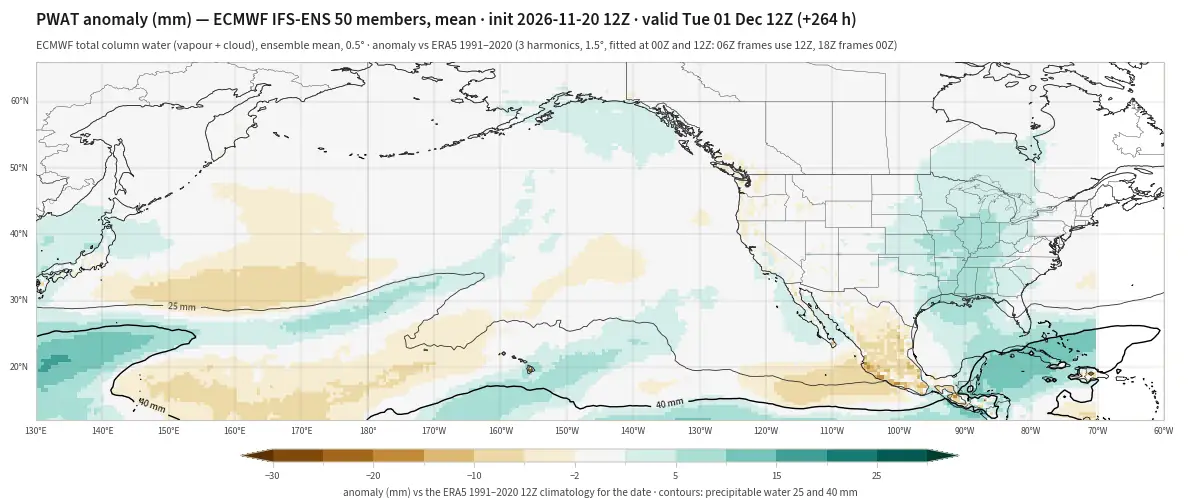 PWAT anomaly (mm) — ECMWF IFS-ENS 50 members, mean · init 2026-11-20 12Z · valid Tue 01 Dec 12Z (+264 h)
ECMWF total column water (vapour + cloud), ensemble mean, 0.5° · anomaly vs ERA5 1991–2020 (3 harmonics, 1.5°, fitted at 00Z and 12Z: 06Z frames use 12Z, 18Z frames 00Z)
60°N
50°N
40°N
30°N
20°N
25 mm
40 mm
40 mm
130°E 140°E 150°E 160°E 170°E 180° 170°W 160°W 150°W 140°W 130°W 120°W 110°W 100°W 90°W 80°W 70°W 60°W
−30 −20 −10 −2 5 15 25
anomaly (mm) vs the ERA5 1991–2020 12Z climatology for the date · contours: precipitable water 25 and 40 mm